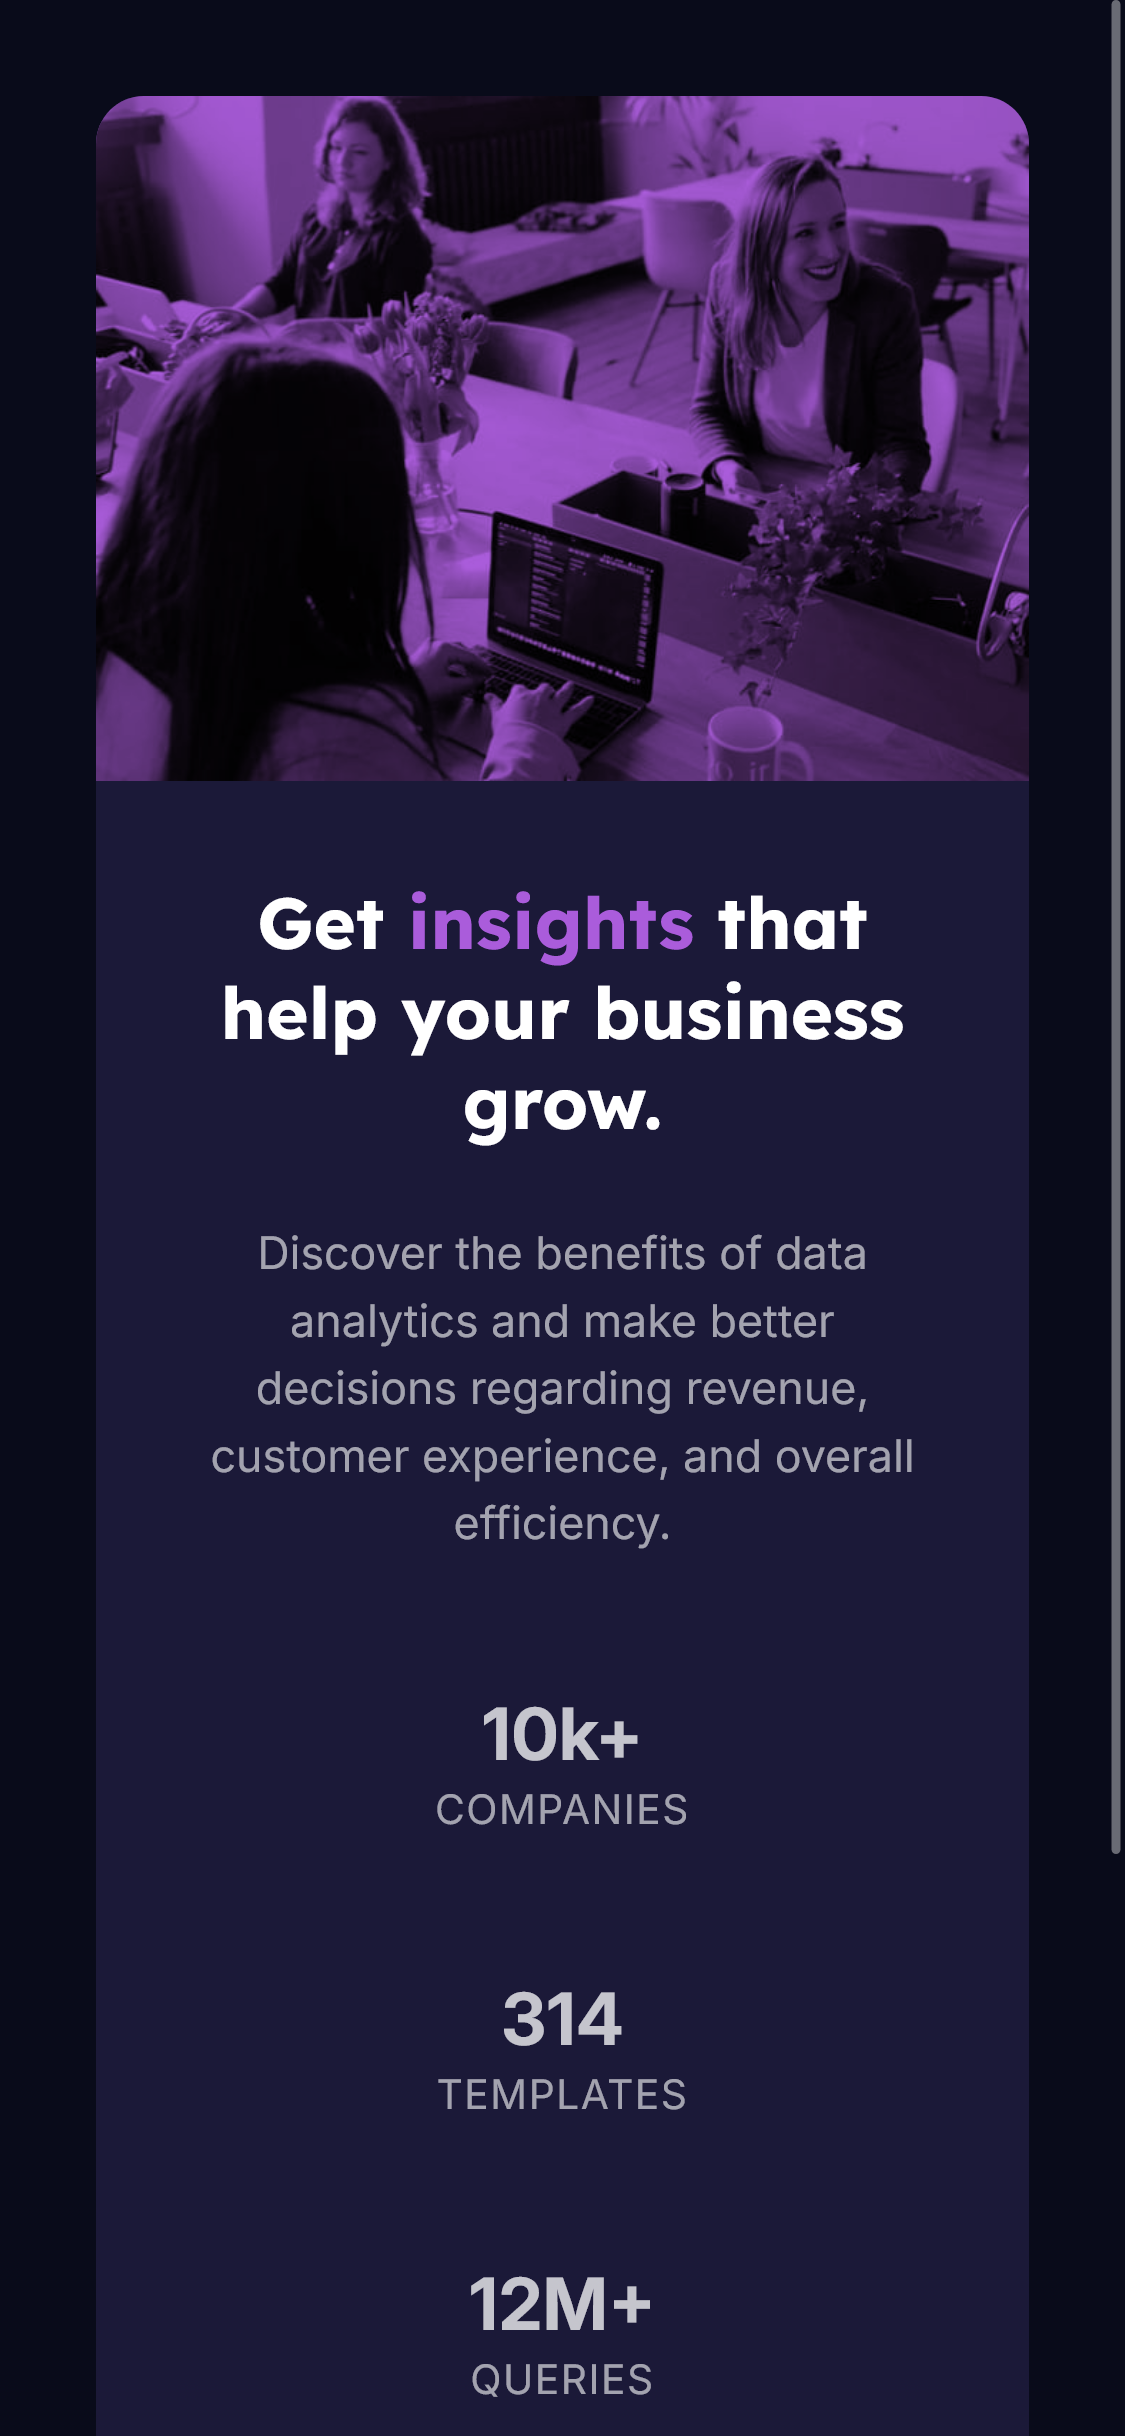 Get insights that
help your business
grow.
Discover the benefits of data
analytics and make better
decisions regarding revenue,
customer experience, and overall
efficiency.
10k+
COMPANIES
314
TEMPLATES
12M+
QUERIES